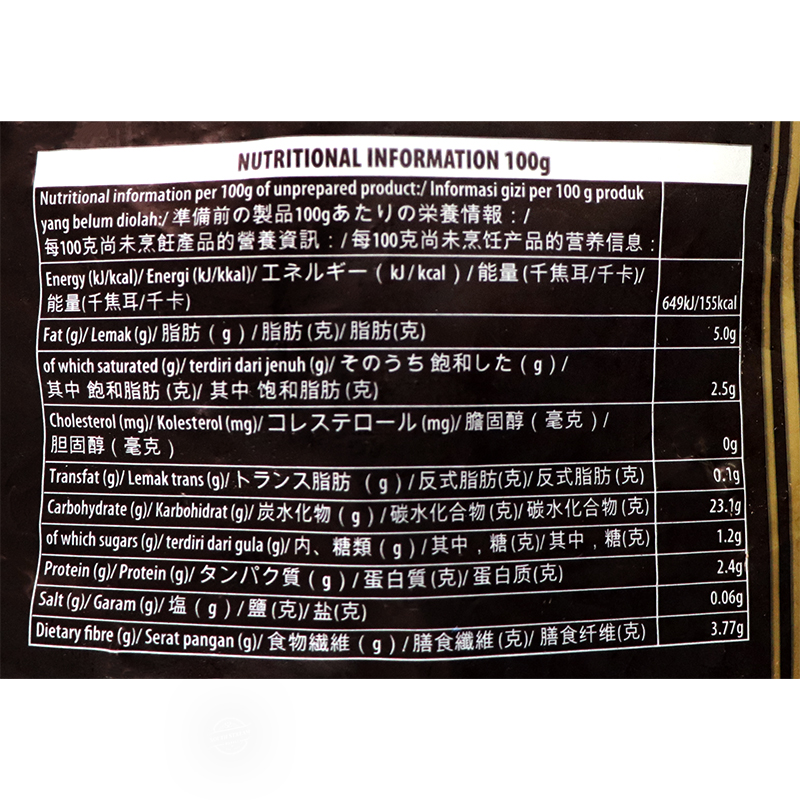 NUTRITIONAL INFORMATION 100g
Nutritional information per 100g of unprepared product:/ Informasi gizi per 100 g produk
yang belum diolah:/ 準備前の製品100gあたりの栄養情報：/
每100克尚未烹飪產品的營養資訊：/每100克尚未烹饪产品的营养信息：
Energy (kJ/kcal)/ Energi (kJ/kkal)/ エネルギー（ kJ / kcal ）/ 能量 (千焦耳/千卡)/
能量(千焦耳/千卡) 649kJ/155kcal
Fat (g)/ Lemak (g)/ 脂肪（ g ）/ 脂肪 (克)/ 脂肪(克) 5.0g
of which saturated (g)/ terdiri dari jenuh (g)/ そのうち 飽和した（ g ）/
其中 飽和脂肪 (克)/ 其中 饱和脂肪 (克) 2.5g
Cholesterol (mg)/ Kolesterol (mg)/ コレステロール (mg)/ 膽固醇（ 毫克 ）/
胆固醇（ 毫克 ） 0g
Transfat (g)/ Lemak trans (g)/ トランス脂肪 （ g ）/ 反式脂肪(克)/ 反式脂肪 (克) 0.1g
Carbohydrate (g)/ Karbohidrat (g)/ 炭水化物（ g ）/ 碳水化合物 (克)/ 碳水化合物 (克) 23.1g
of which sugars (g)/ terdiri dari gula (g)/ 内、糖類（ g ）/ 其中，糖 (克)/ 其中，糖(克) 1.2g
Protein (g)/ Protein (g)/ タンパク質（ g ）/ 蛋白質 (克)/ 蛋白质(克) 2.4g
Salt (g)/ Garam (g)/ 塩（ g ）/ 鹽 (克)/ 盐(克) 0.06g
Dietary fibre (g)/ Serat pangan (g)/ 食物繊維（ g ）/ 膳食纖維 (克)/ 膳食纤维(克) 3.77g